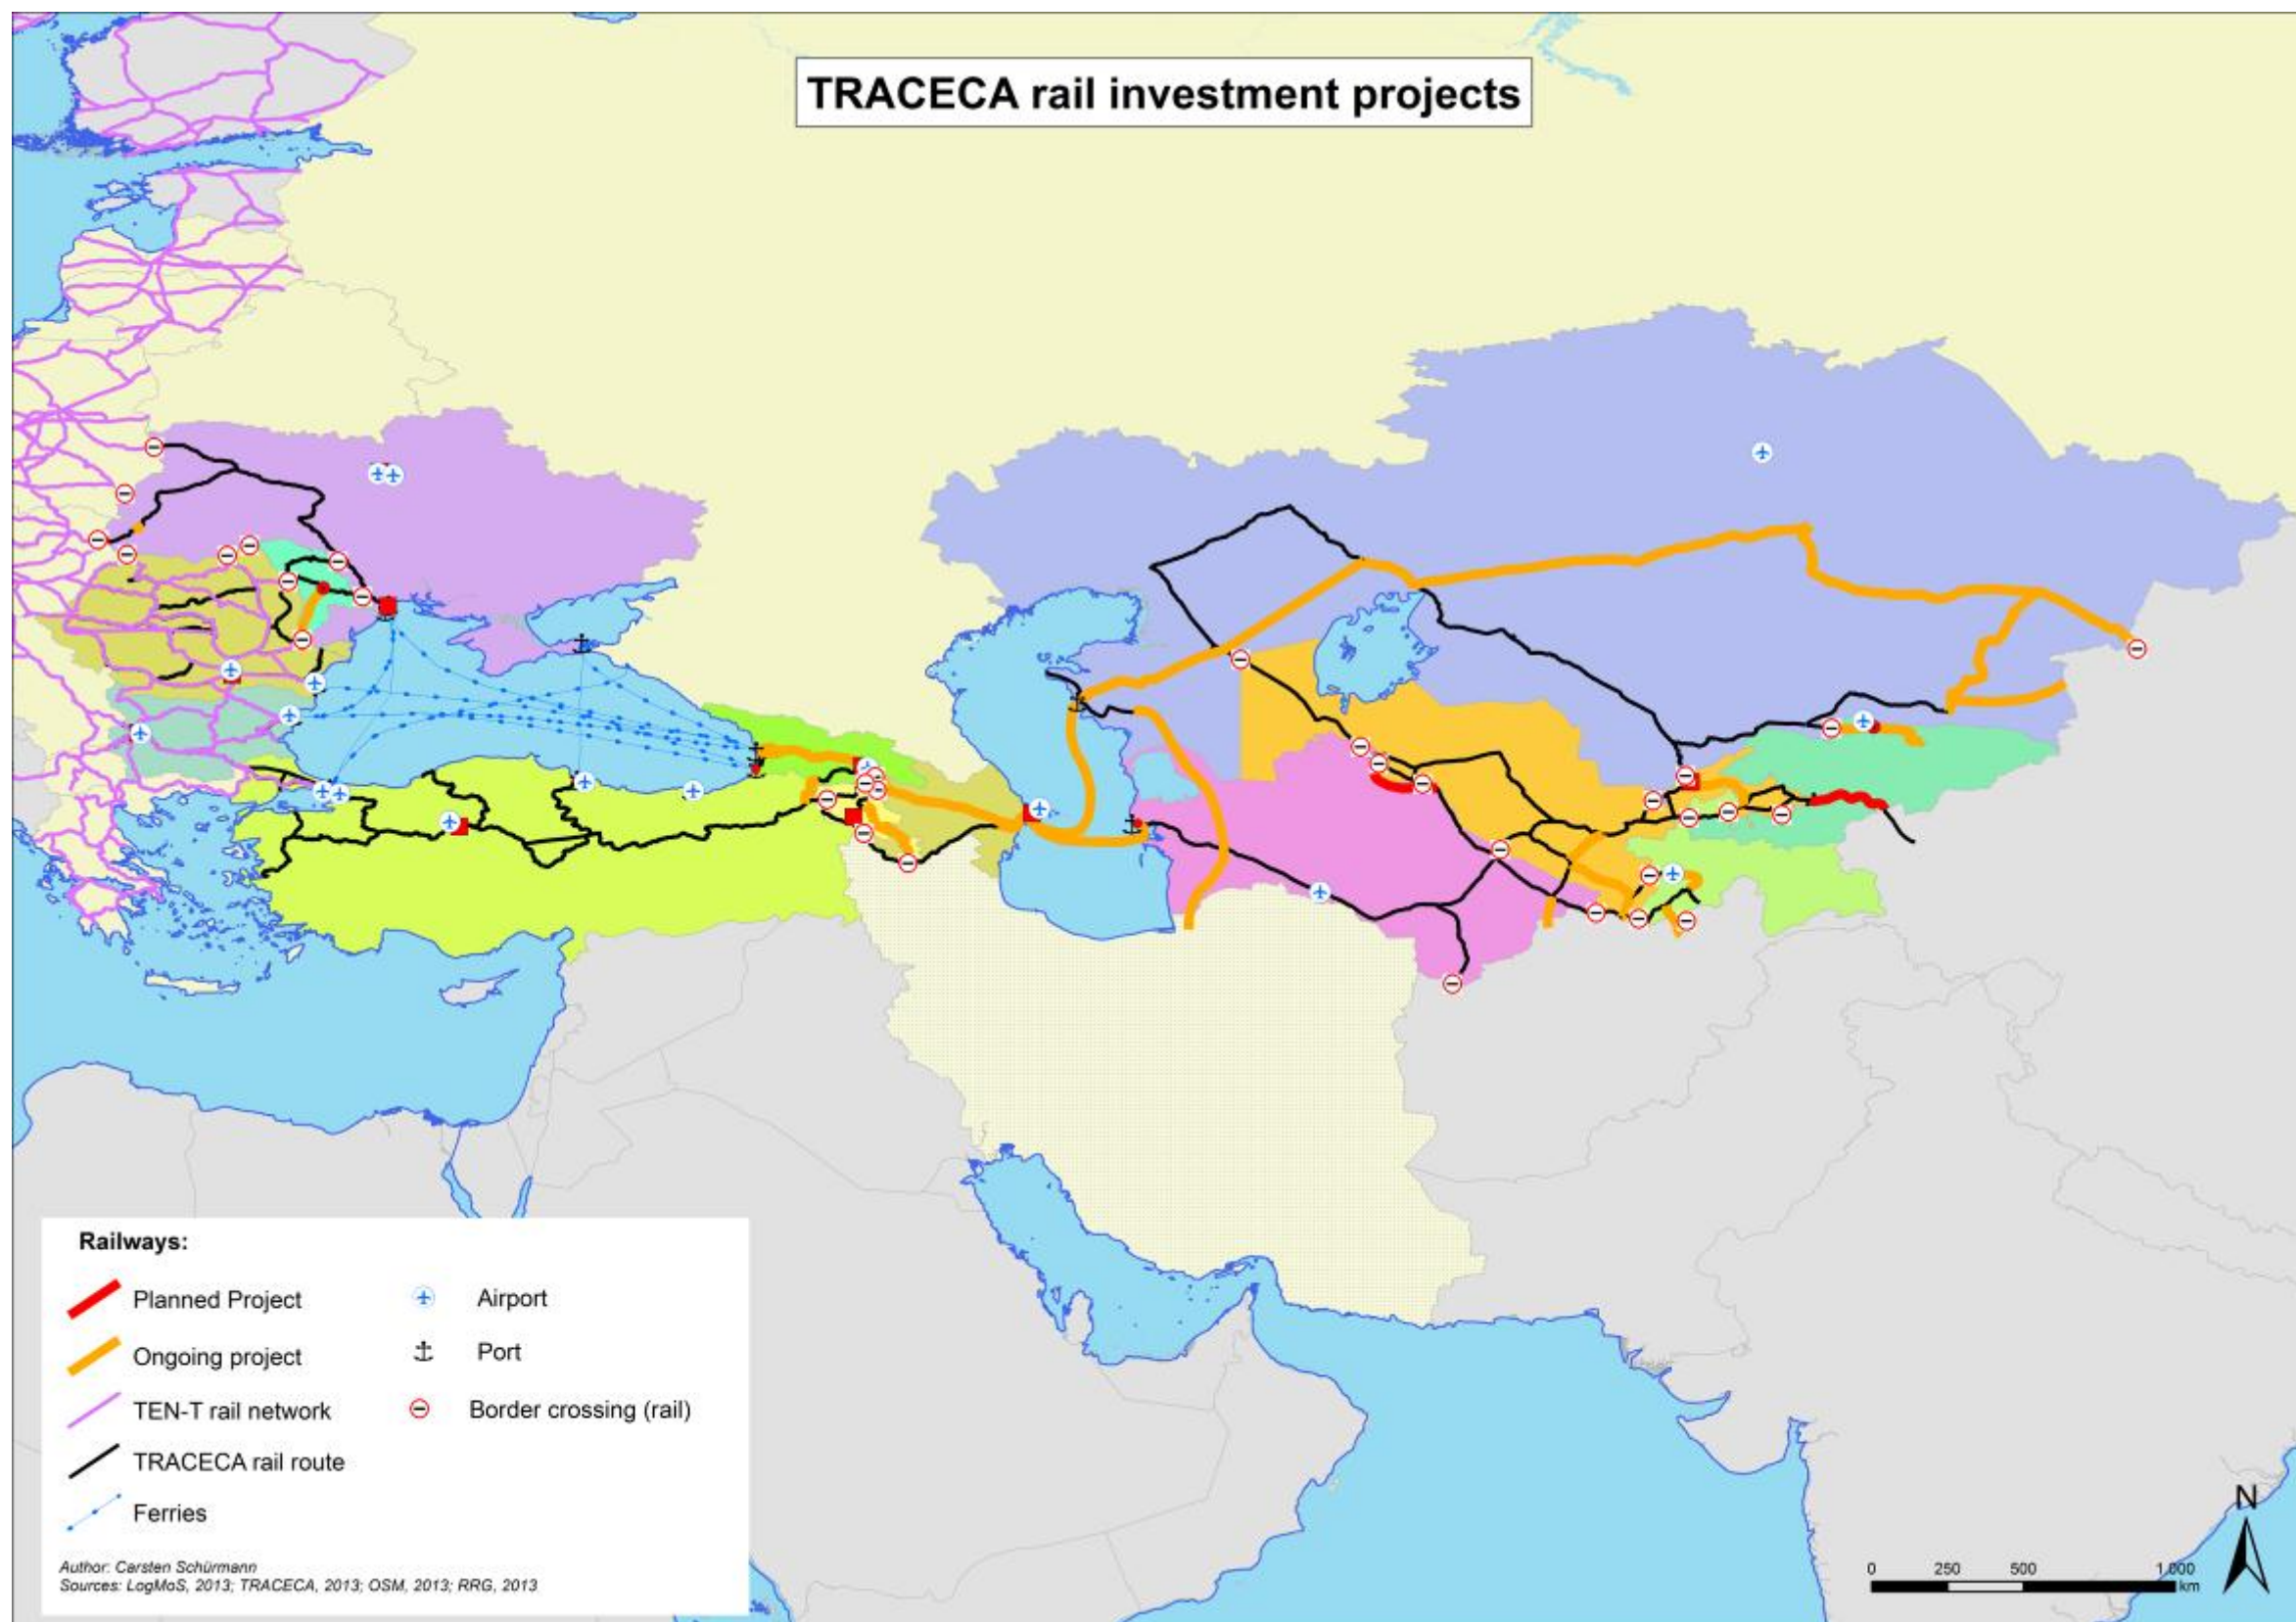 TRACECA rail investment projects
Railways:
Planned Project
Airport
Ongoing project
Port
TEN-T rail network
Border crossing (rail)
TRACECA rail route
Ferries
Author: Carsten Schürmann
Sources: LogMoS, 2013; TRACECA, 2013; OSM, 2013; RRG, 2013
N
0 250 500 1.000
km